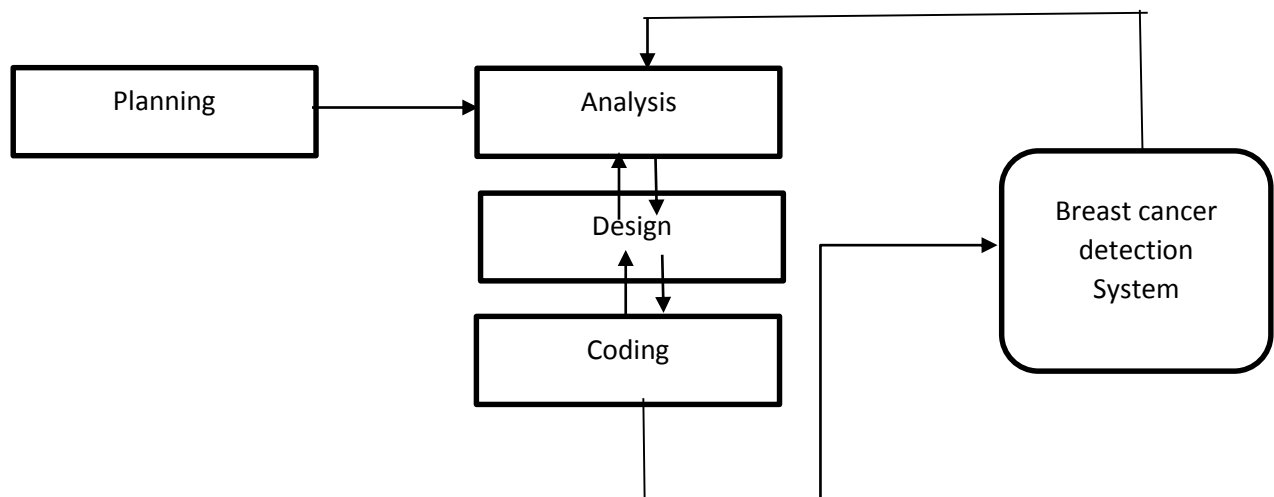 Planning
Analysis
Design
Coding
Breast cancer
detection
System